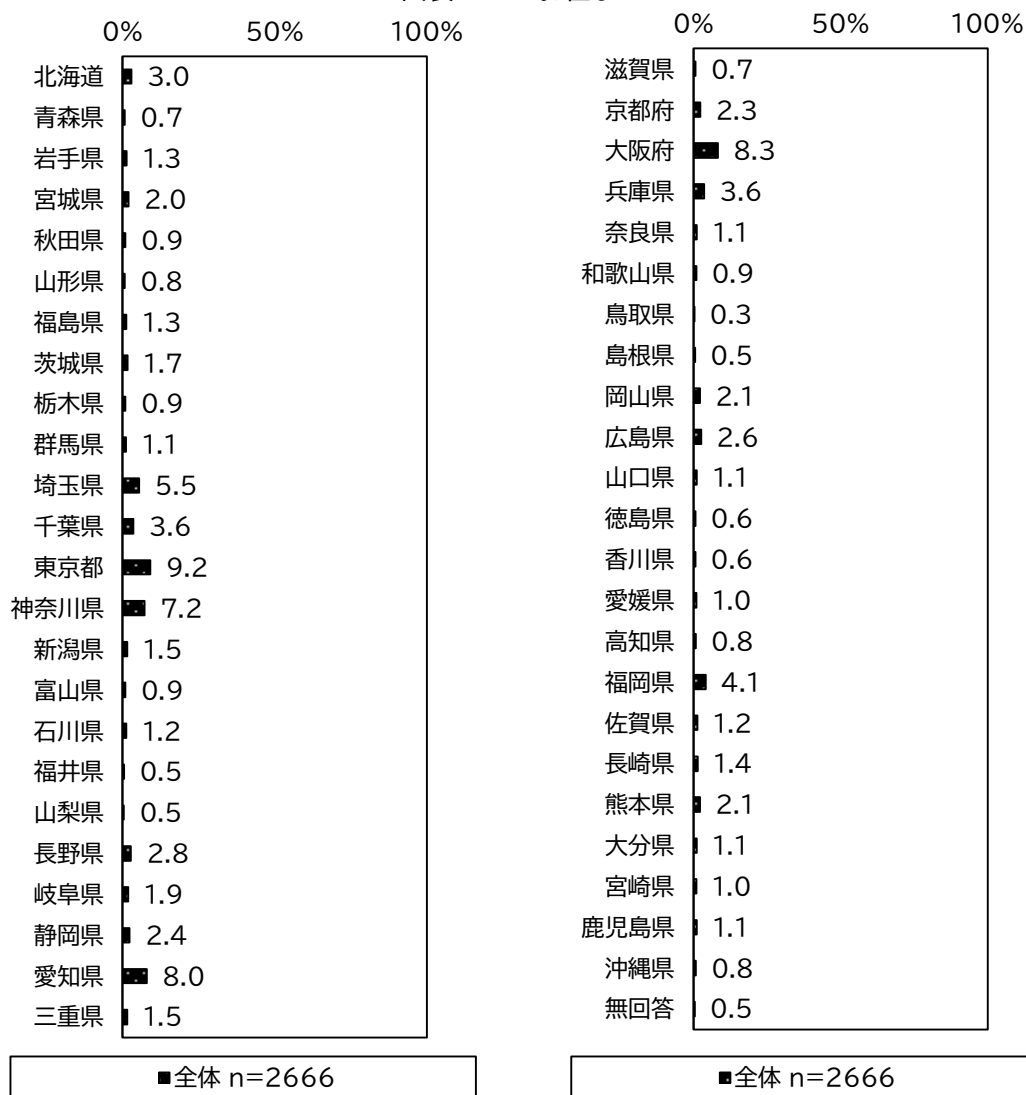 0% 50% 100%
北海道 3.0
青森県 0.7
岩手県 1.3
宮城県 2.0
秋田県 0.9
山形県 0.8
福島県 1.3
茨城県 1.7
栃木県 0.9
群馬県 1.1
埼玉県 5.5
千葉県 3.6
東京都 9.2
神奈川県 7.2
新潟県 1.5
富山県 0.9
石川県 1.2
福井県 0.5
山梨県 0.5
長野県 2.8
岐阜県 1.9
静岡県 2.4
愛知県 8.0
三重県 1.5
■全体 n=2666
0% 50% 100%
滋賀県 0.7
京都府 2.3
大阪府 8.3
兵庫県 3.6
奈良県 1.1
和歌山県 0.9
鳥取県 0.3
島根県 0.5
岡山県 2.1
広島県 2.6
山口県 1.1
徳島県 0.6
香川県 0.6
愛媛県 1.0
高知県 0.8
福岡県 4.1
佐賀県 1.2
長崎県 1.4
熊本県 2.1
大分県 1.1
宮崎県 1.0
鹿児島県 1.1
沖縄県 0.8
無回答 0.5
■全体 n=2666